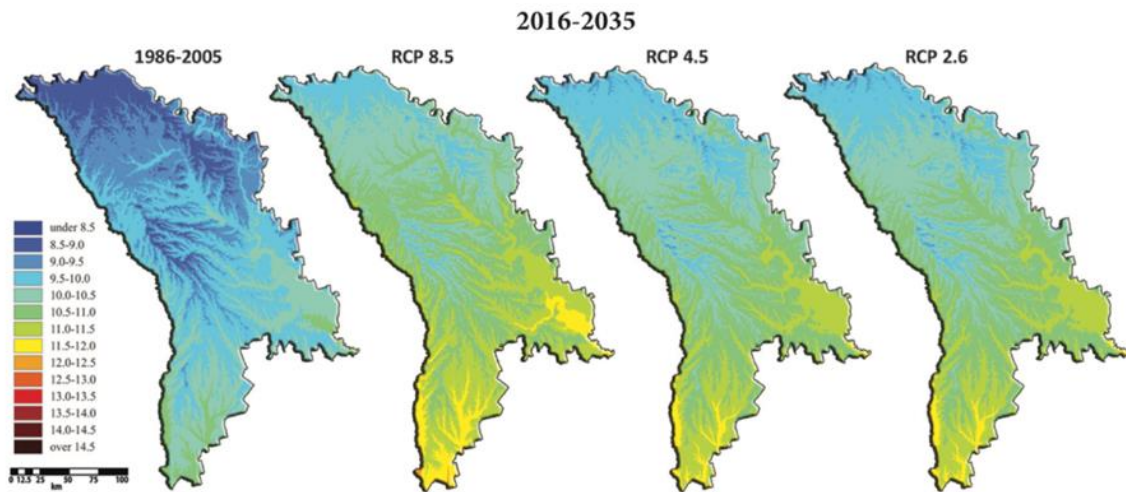 2016-2035
1986-2005
RCP 8.5
RCP 4.5
RCP 2.6
under 8.5
8.5-9.0
9.0-9.5
9.5-10.0
10.0-10.5
10.5-11.0
11.0-11.5
11.5-12.0
12.0-12.5
12.5-13.0
13.0-13.5
13.5-14.0
14.0-14.5
over 14.5
0 12.5 25 50 75 100
km